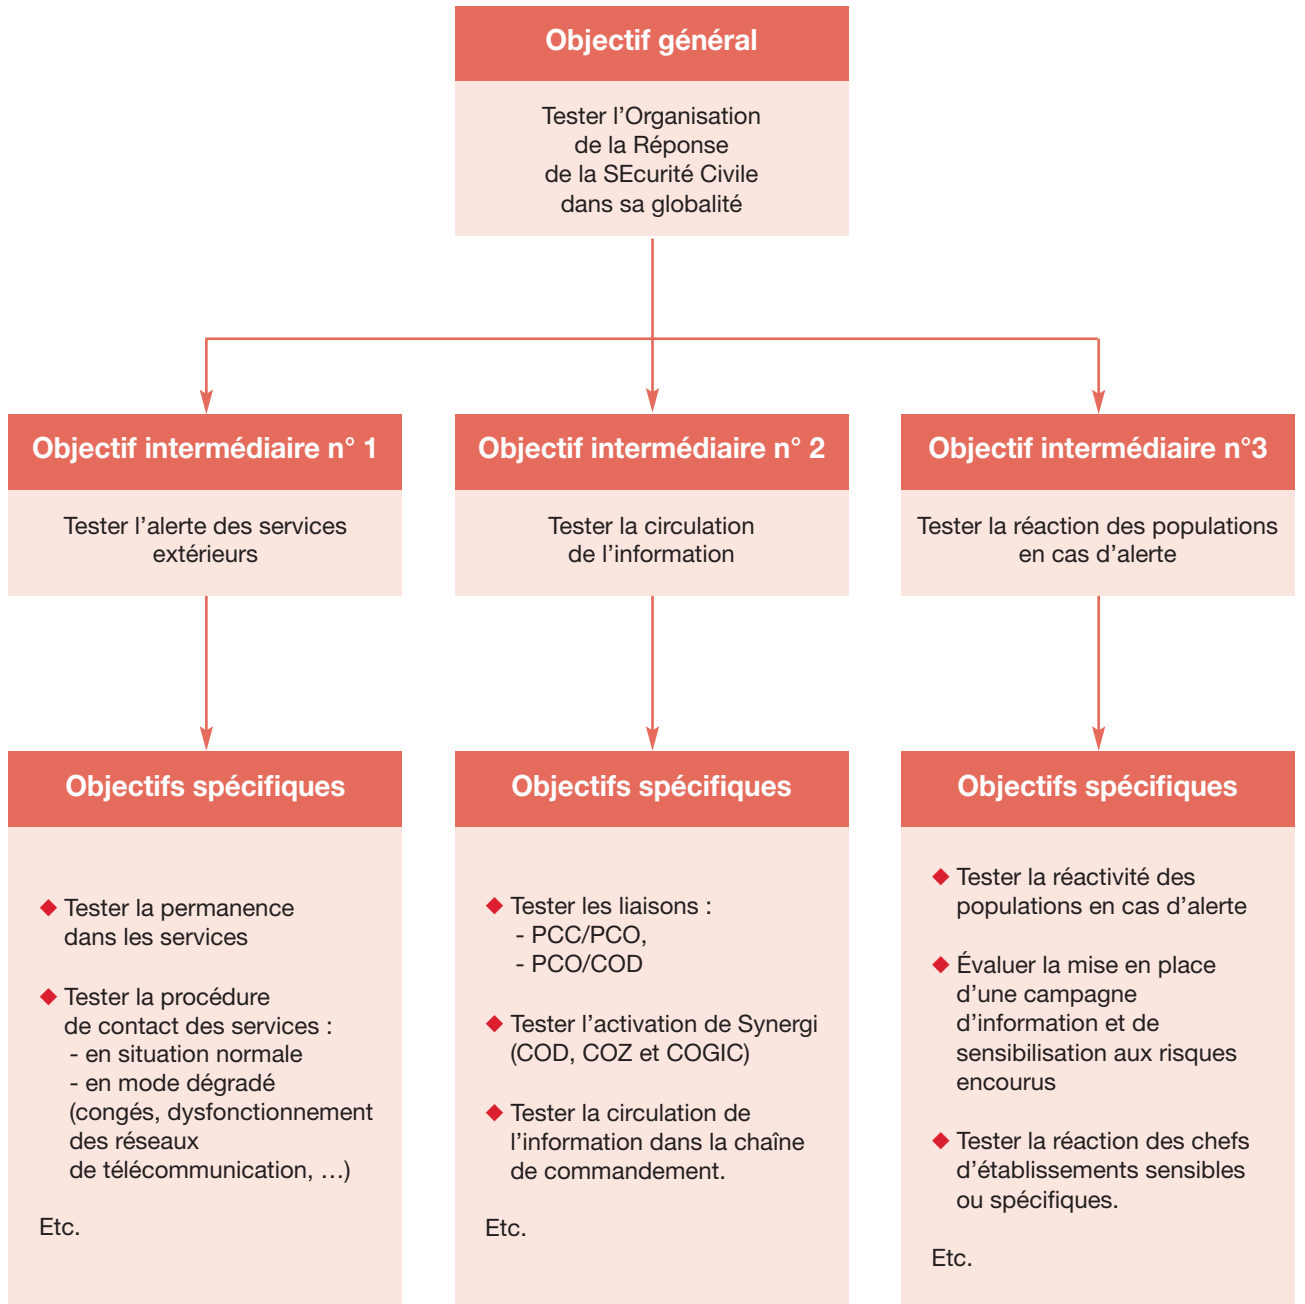 Objectif général
Tester l’Organisation
de la Réponse
de la SEcurité Civile
dans sa globalité
Objectif intermédiaire n° 1
Tester l’alerte des services
extérieurs
Objectif intermédiaire n° 2
Tester la circulation
de l’information
Objectif intermédiaire n°3
Tester la réaction des populations
en cas d’alerte
Objectifs spécifiques
◆ Tester la permanence
dans les services
◆ Tester la procédure
de contact des services :
- en situation normale
- en mode dégradé
(congés, dysfonctionnement
des réseaux
de télécommunication, …)
Etc.
Objectifs spécifiques
◆ Tester les liaisons :
- PCC/PCO,
- PCO/COD
◆ Tester l’activation de Synergi
(COD, COZ et COGIC)
◆ Tester la circulation de
l’information dans la chaîne
de commandement.
Etc.
Objectifs spécifiques
◆ Tester la réactivité des
populations en cas d’alerte
◆ Évaluer la mise en place
d’une campagne
d’information et de
sensibilisation aux risques
encourus
◆ Tester la réaction des chefs
d’établissements sensibles
ou spécifiques.
Etc.